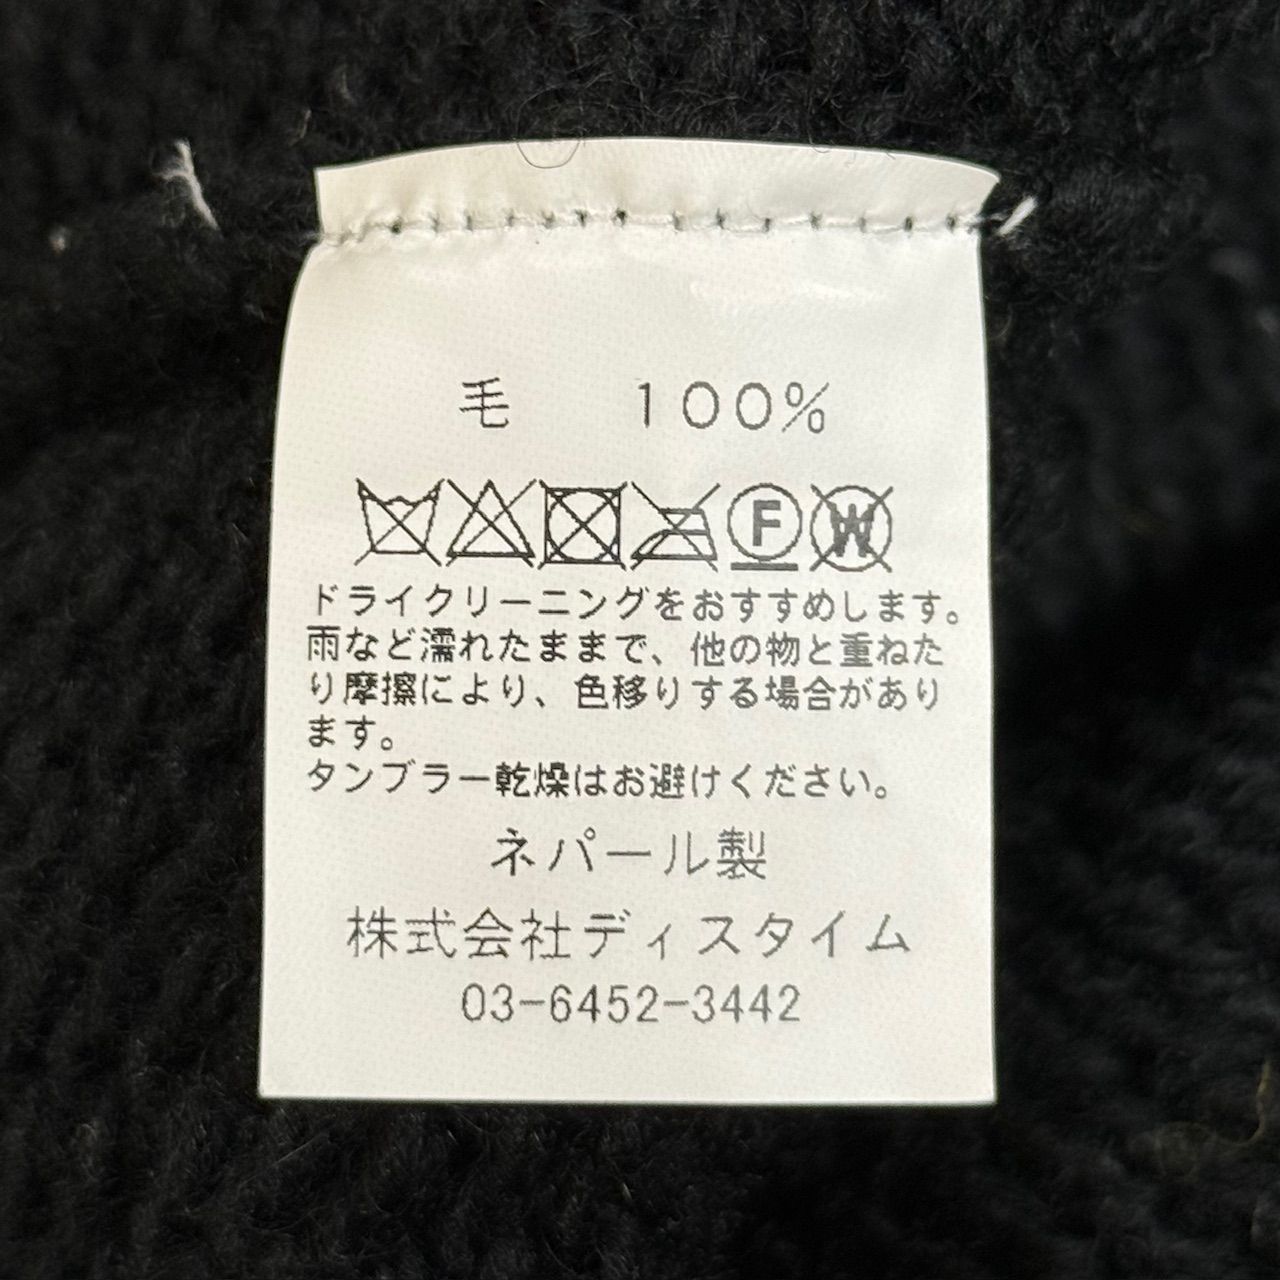 毛　100%
F W
ドライクリーニングをおすすめします。
雨など濡れたままで、他の物と重ねた
り摩擦により、色移りする場合があり
ます。
タンブラー乾燥はお避けください。
ネパール製
株式会社ディスタイム
03-6452-3442